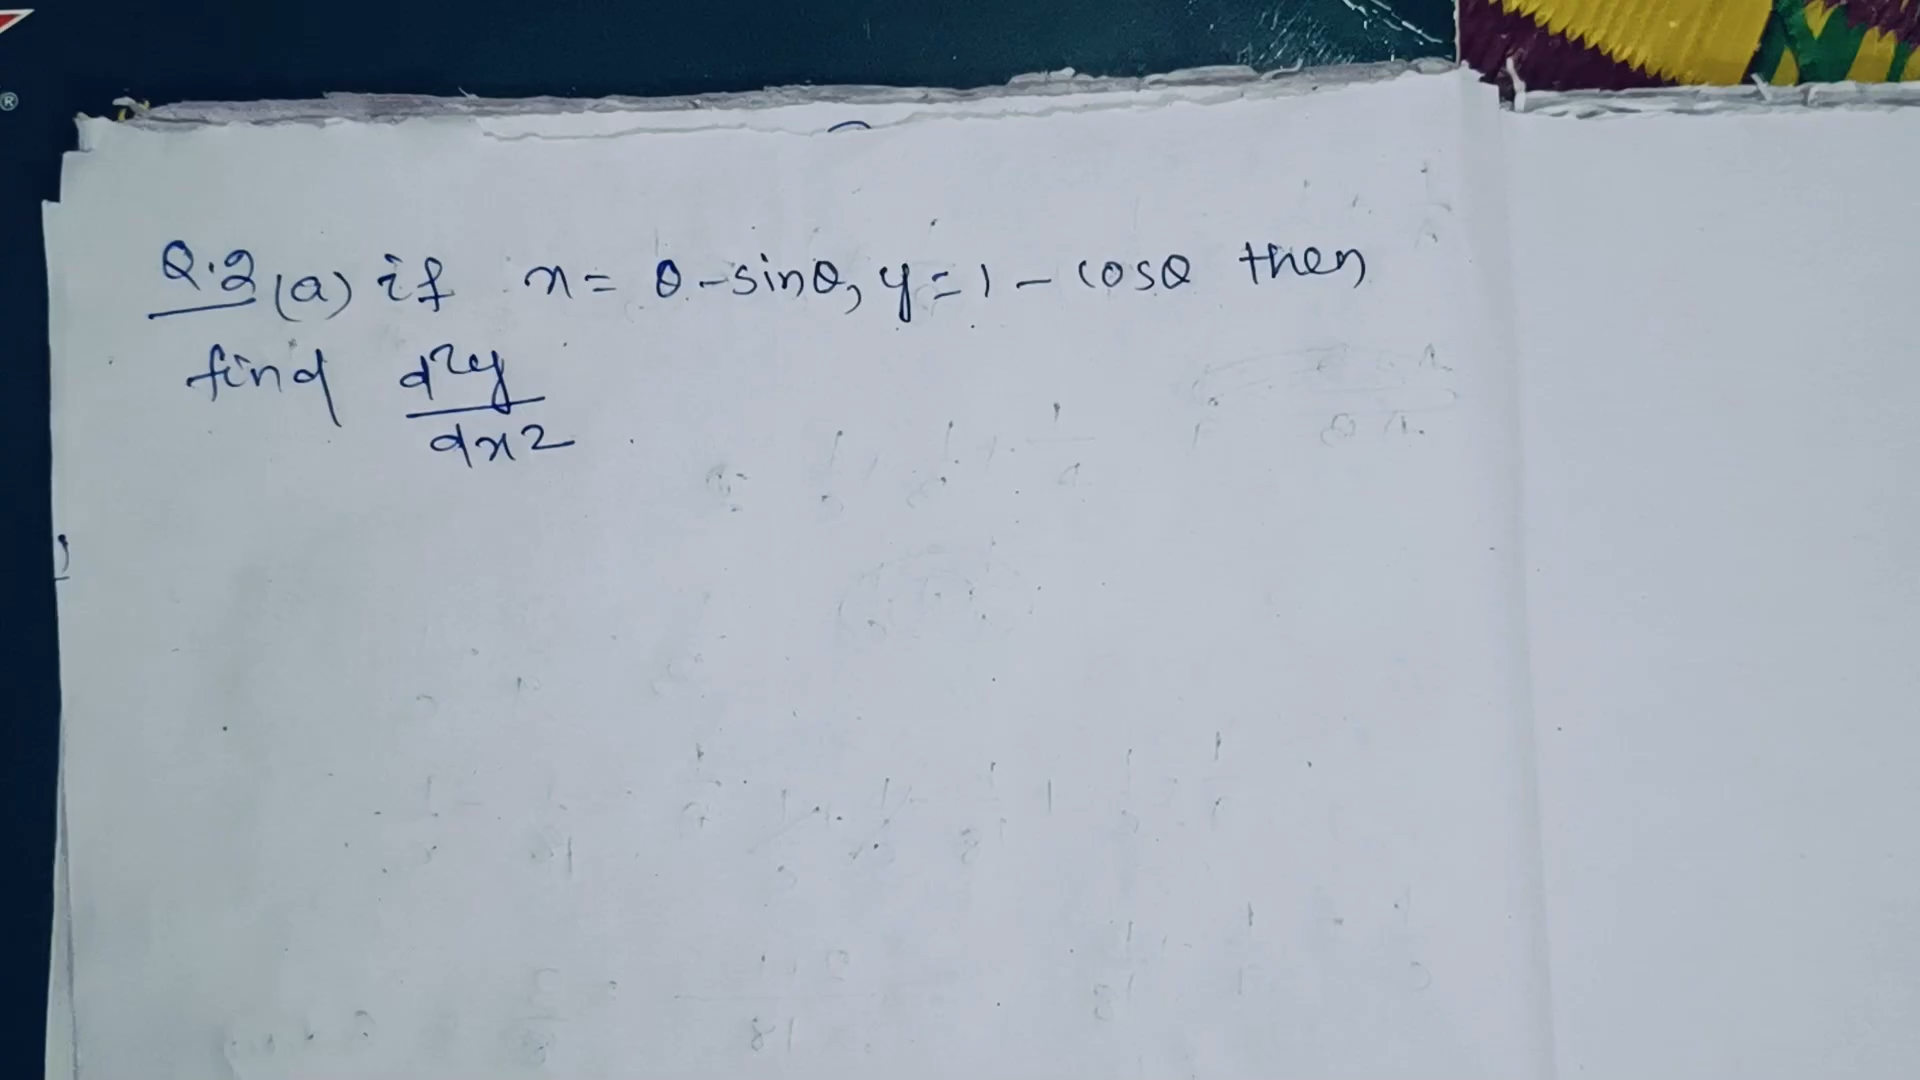 Q.2 (a) if x = θ - sinθ, y = 1 - cosθ then
find d²y/dx2
®